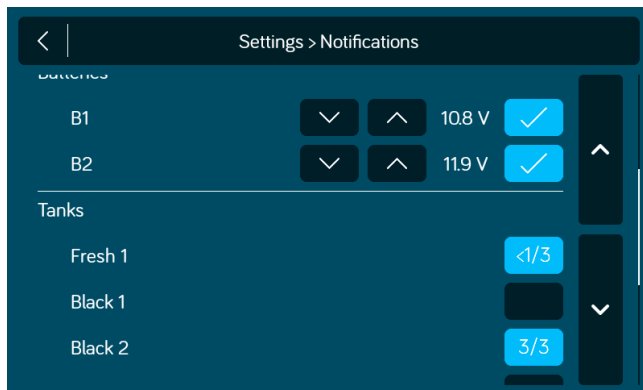 Settings > Notifications
Batteries
B1 10.8 V
B2 11.9 V
Tanks
Fresh 1 <1/3
Black 1
Black 2 3/3